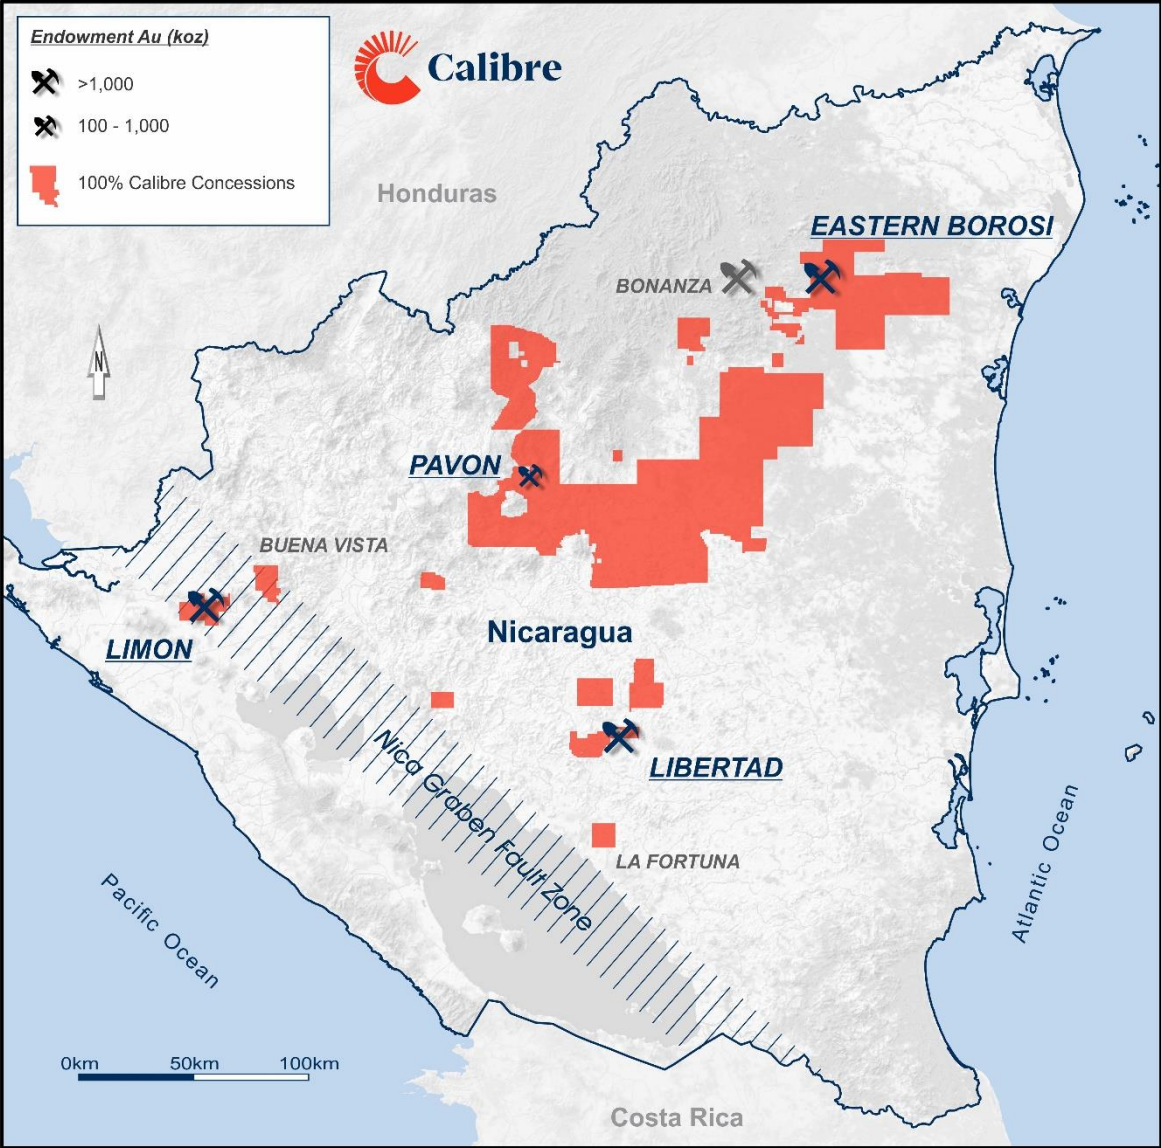 Endowment Au (koz)
>1,000
100 - 1,000
100% Calibre Concessions
Calibre
Honduras
EASTERN BOROSI
BONANZA
N
PAVON
BUENA VISTA
LIMON
Nicaragua
LIBERTAD
Nica Graben Fault Zone
LA FORTUNA
Pacific Ocean
Atlantic Ocean
0km 50km 100km
Costa Rica